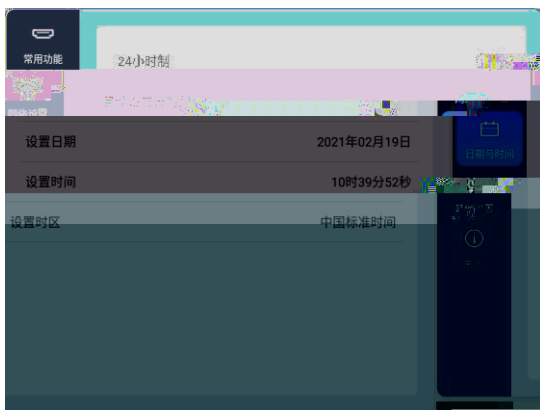 常用功能
24小时制
设置日期 2021年02月19日
日期与时间
设置时间 10时39分52秒
设置时区 中国标准时间